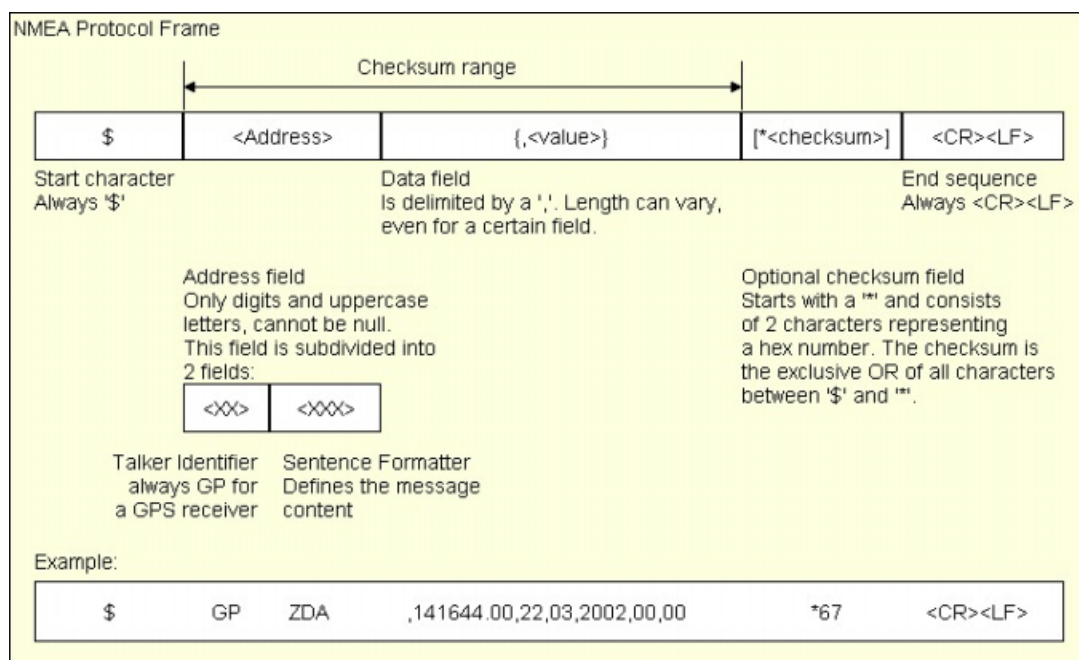 NMEA Protocol Frame
Checksum range
$ <Address> {,<value>} [*<checksum>] <CR><LF>
Start character
Always '$'
Data field
Is delimited by a ','. Length can vary,
even for a certain field.
End sequence
Always <CR><LF>
Address field
Only digits and uppercase
letters, cannot be null.
This field is subdivided into
2 fields:
<XX> <XXX>
Talker Identifier
always GP for
a GPS receiver
Sentence Formatter
Defines the message
content
Optional checksum field
Starts with a '*' and consists
of 2 characters representing
a hex number. The checksum is
the exclusive OR of all characters
between '$' and '*'.
Example:
$ GP ZDA ,141644.00,22,03,2002,00,00 *67 <CR><LF>